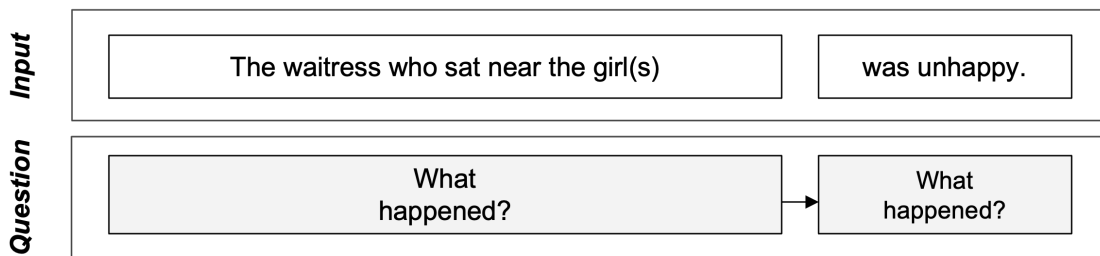 Input
The waitress who sat near the girl(s)
was unhappy.
Question
What
happened?
What
happened?